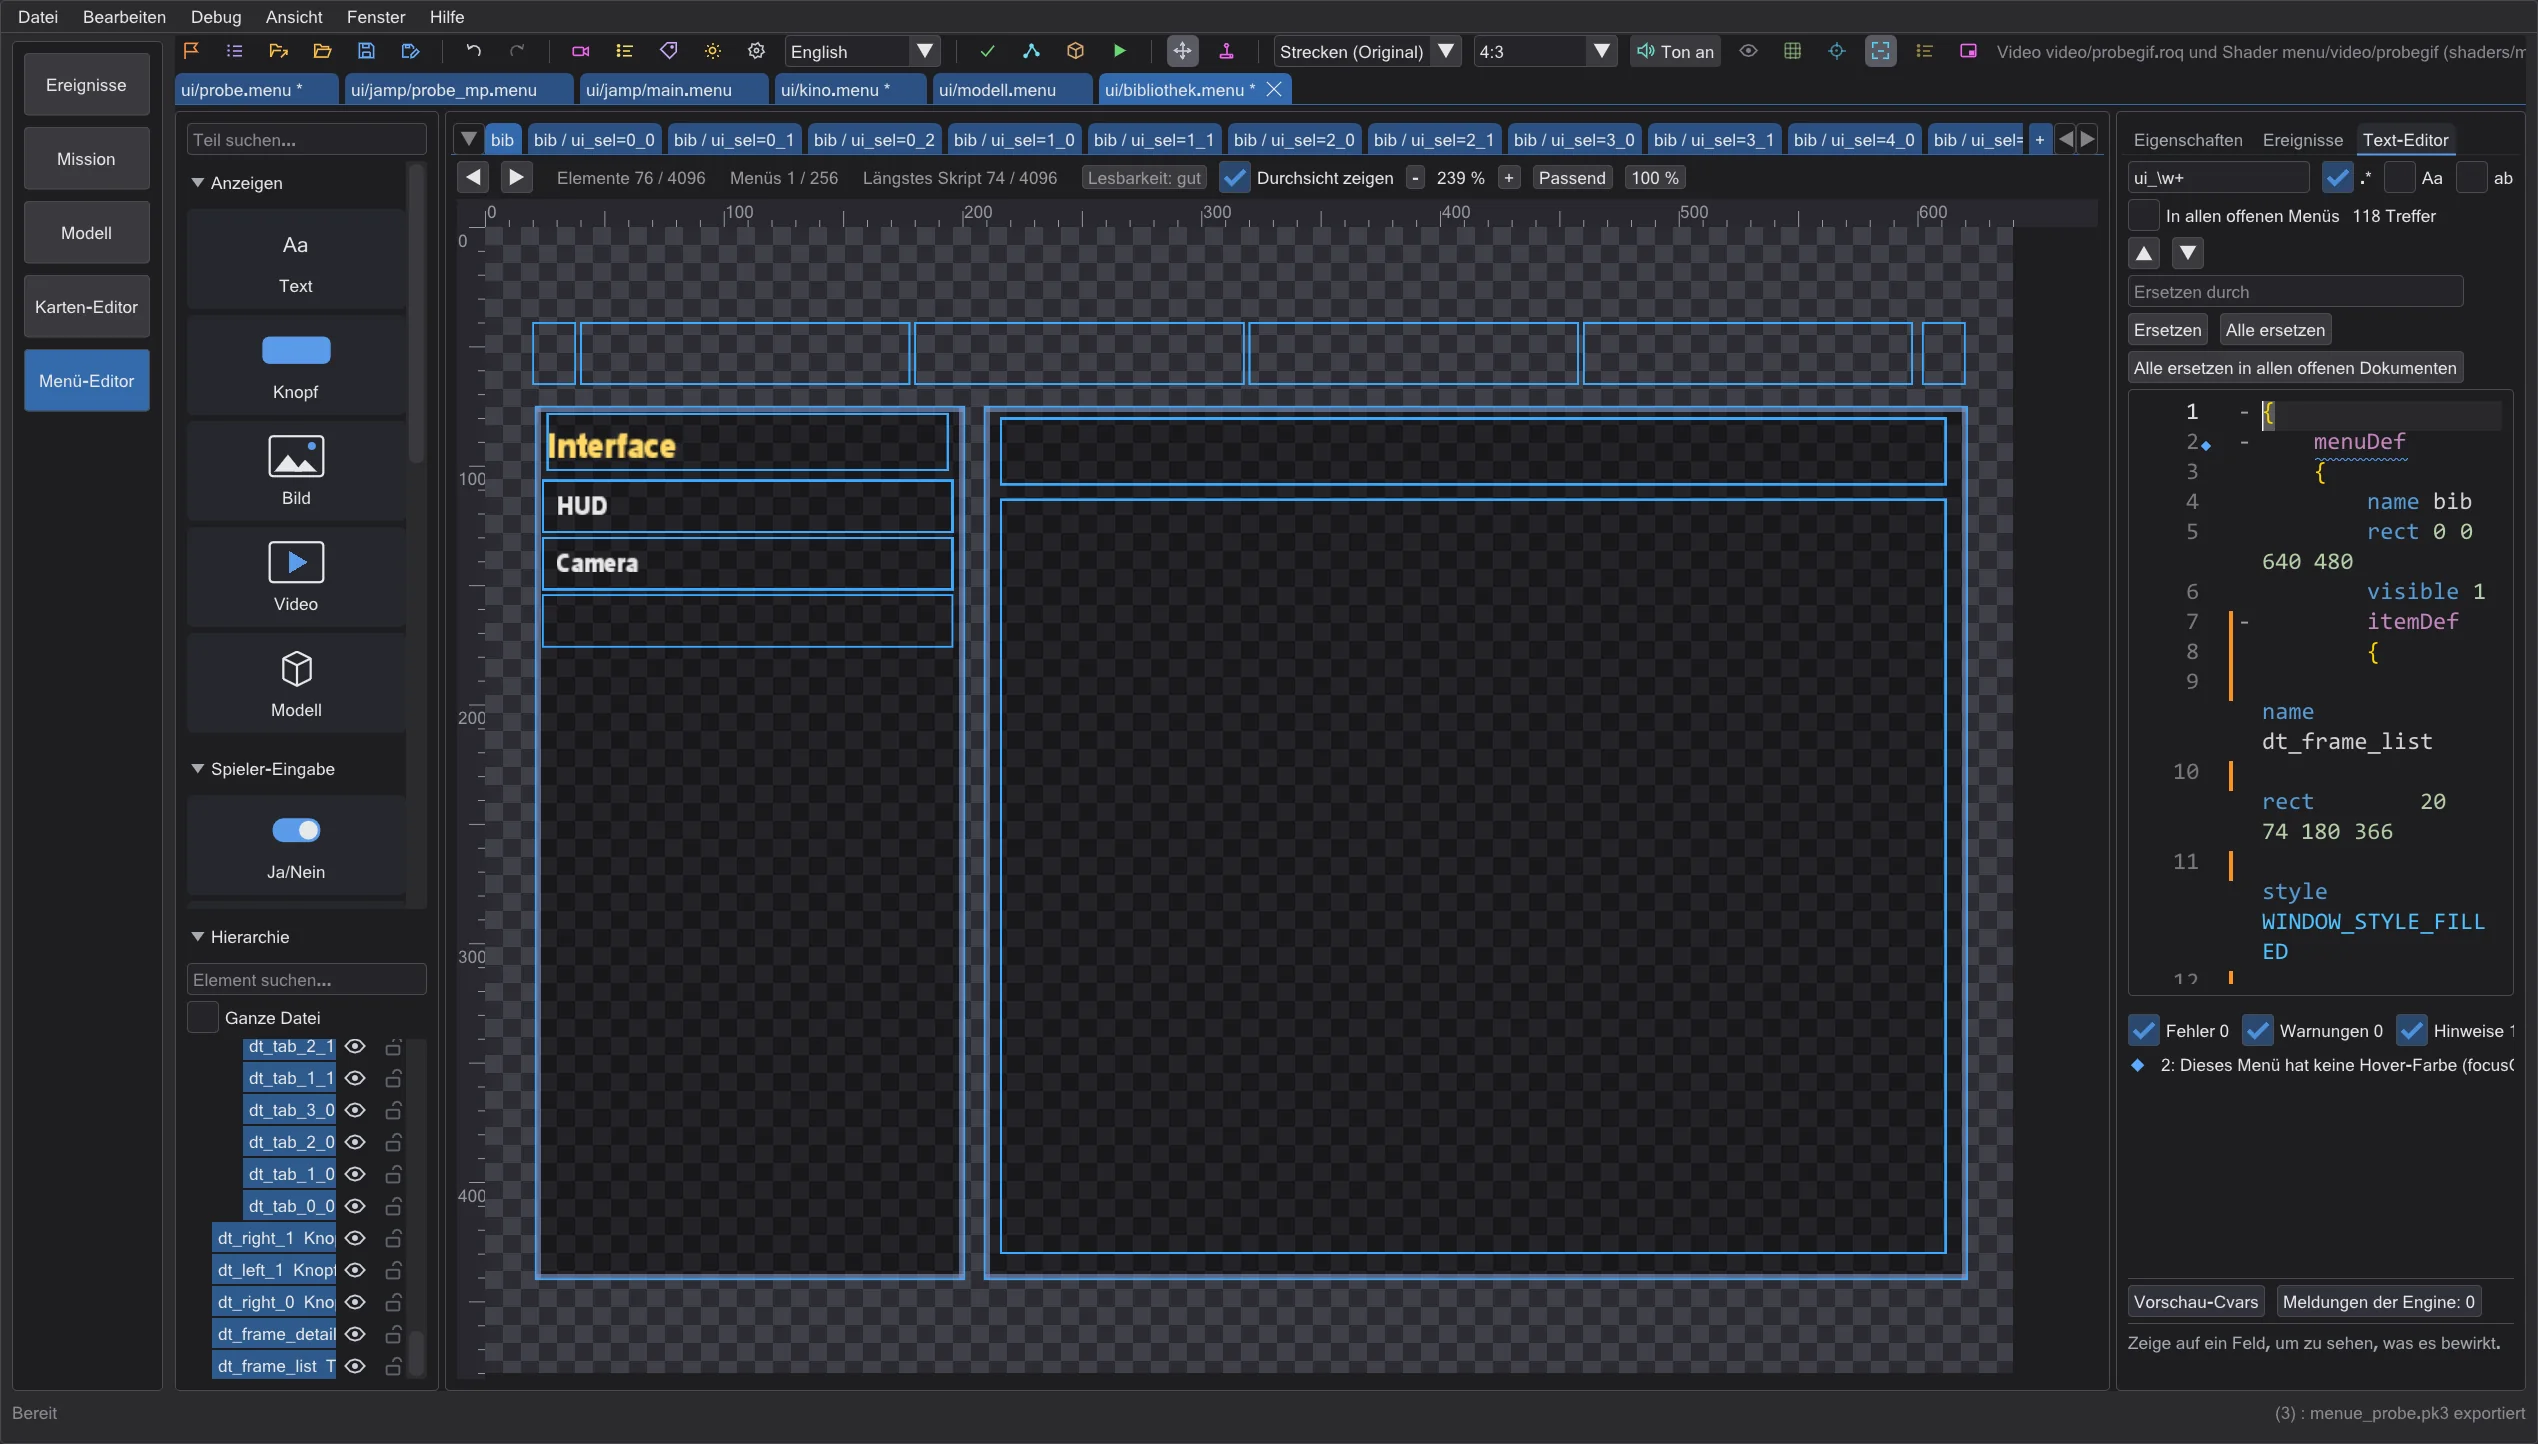 Datei Bearbeiten Debug Ansicht Fenster Hilfe
English
Strecken (Original)
4:3
Ton an
Video video/probegif.roq und Shader menu/video/probegif (shaders/m
Ereignisse
Mission
Modell
Karten-Editor
Menü-Editor
ui/probe.menu *
ui/jamp/probe_mp.menu
ui/jamp/main.menu
ui/kino.menu *
ui/modell.menu
ui/bibliothek.menu *
Teil suchen...
Anzeigen
Aa
Text
Knopf
Bild
Video
Modell
Spieler-Eingabe
Ja/Nein
Hierarchie
Element suchen...
Ganze Datei
dt_tab_2_1
dt_tab_1_1
dt_tab_3_0
dt_tab_2_0
dt_tab_1_0
dt_tab_0_0
dt_right_1 Kno
dt_left_1 Knopf
dt_right_0 Kno
dt_frame_detail
dt_frame_list T
bib
bib / ui_sel=0_0
bib / ui_sel=0_1
bib / ui_sel=0_2
bib / ui_sel=1_0
bib / ui_sel=1_1
bib / ui_sel=2_0
bib / ui_sel=2_1
bib / ui_sel=3_0
bib / ui_sel=3_1
bib / ui_sel=4_0
bib / ui_sel=
+
Elemente 76 / 4096 Menüs 1 / 256 Längstes Skript 74 / 4096 Lesbarkeit: gut Durchsicht zeigen - 239 % + Passend 100 %
0 100 200 300 400 500 600
0
100
200
300
400
Interface
HUD
Camera
Eigenschaften Ereignisse Text-Editor
ui_\w+ .* Aa ab
In allen offenen Menüs 118 Treffer
Ersetzen durch
Ersetzen Alle ersetzen
Alle ersetzen in allen offenen Dokumenten
1 - {
2 - menuDef
3 {
4 name bib
5 rect 0 0
640 480
6 visible 1
7 - itemDef
8 {
9
name
dt_frame_list
10
rect 20
74 180 366
11
style
WINDOW_STYLE_FILL
ED
12
Fehler 0 Warnungen 0 Hinweise 1
2: Dieses Menü hat keine Hover-Farbe (focusC
Vorschau-Cvars Meldungen der Engine: 0
Zeige auf ein Feld, um zu sehen, was es bewirkt.
Bereit
(3) : menue_probe.pk3 exportiert